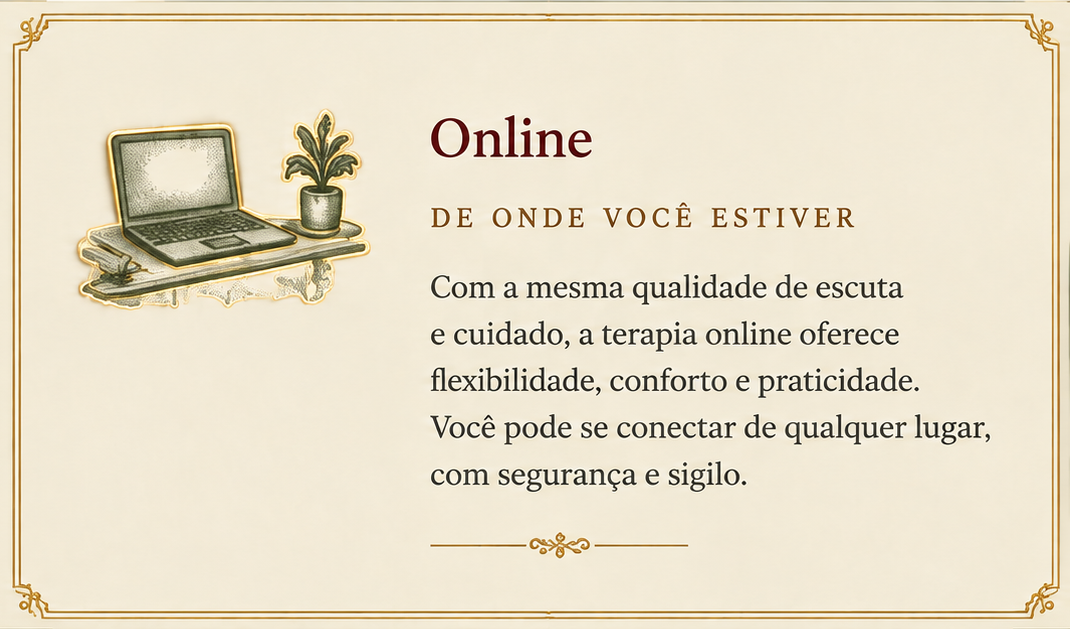 Online
DE ONDE VOCÊ ESTIVER
Com a mesma qualidade de escuta
e cuidado, a terapia online oferece
flexibilidade, conforto e praticidade.
Você pode se conectar de qualquer lugar,
com segurança e sigilo.